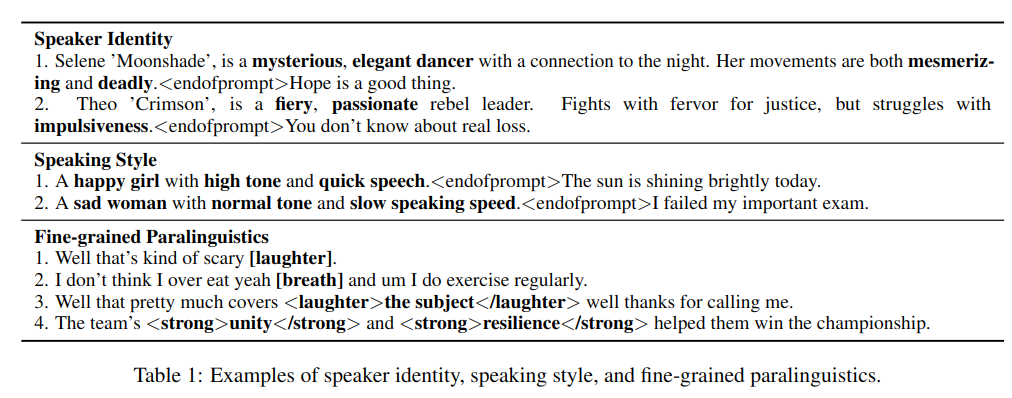 Speaker Identity
1. Selene ’Moonshade’, is a mysterious, elegant dancer with a connection to the night. Her movements are both mesmeriz-
ing and deadly.<endofprompt>Hope is a good thing.
2. Theo ’Crimson’, is a fiery, passionate rebel leader. Fights with fervor for justice, but struggles with
impulsiveness.<endofprompt>You don’t know about real loss.
Speaking Style
1. A happy girl with high tone and quick speech.<endofprompt>The sun is shining brightly today.
2. A sad woman with normal tone and slow speaking speed.<endofprompt>I failed my important exam.
Fine-grained Paralinguistics
1. Well that’s kind of scary [laughter].
2. I don’t think I over eat yeah [breath] and um I do exercise regularly.
3. Well that pretty much covers <laughter>the subject</laughter> well thanks for calling me.
4. The team’s <strong>unity</strong> and <strong>resilience</strong> helped them win the championship.
Table 1: Examples of speaker identity, speaking style, and fine-grained paralinguistics.